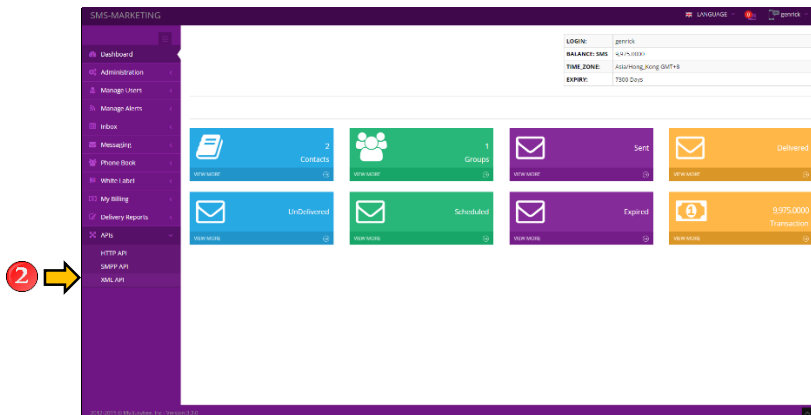 SMS-MARKETING
LANGUAGE
genrick
LOGIN: genrick
BALANCE: SMS 9,975.0000
TIME_ZONE: Asia/Hong_Kong GMT+8
EXPIRY: 7300 Days
Dashboard
Administration
Manage Users
Manage Alerts
Inbox
Messaging
Phone Book
White Label
My Billing
Delivery Reports
APIs
HTTP API
SMPP API
XML API
2
2
Contacts
VIEW MORE
1
Groups
VIEW MORE
Sent
VIEW MORE
Delivered
VIEW MORE
UnDelivered
VIEW MORE
Scheduled
VIEW MORE
Expired
VIEW MORE
9,975.0000
Transaction
VIEW MORE